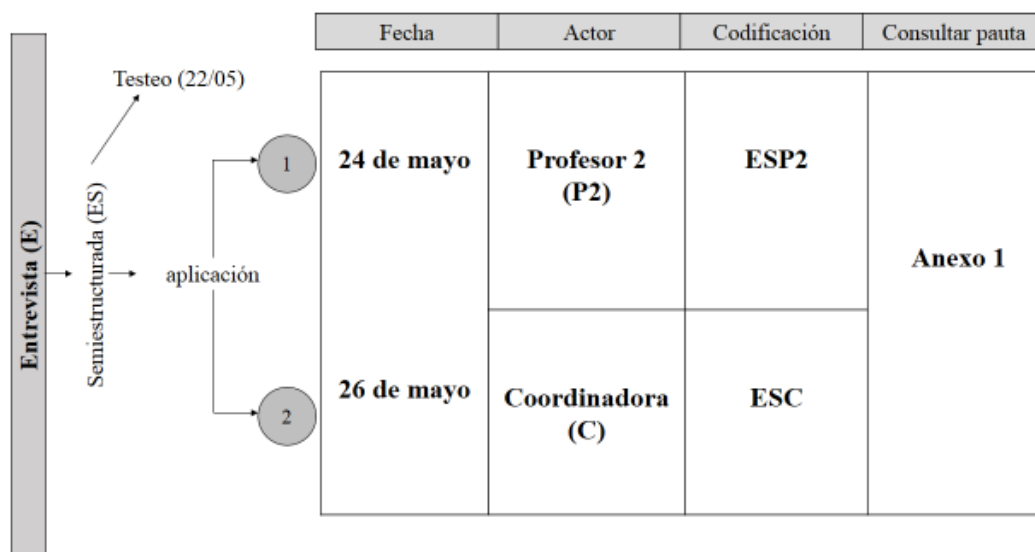 Fecha Actor Codificación Consultar pauta
Entrevista (E)
Semiestructurada (ES)
Testeo (22/05)
aplicación
1
24 de mayo
Profesor 2
(P2)
ESP2
Anexo 1
2
26 de mayo
Coordinadora
(C)
ESC